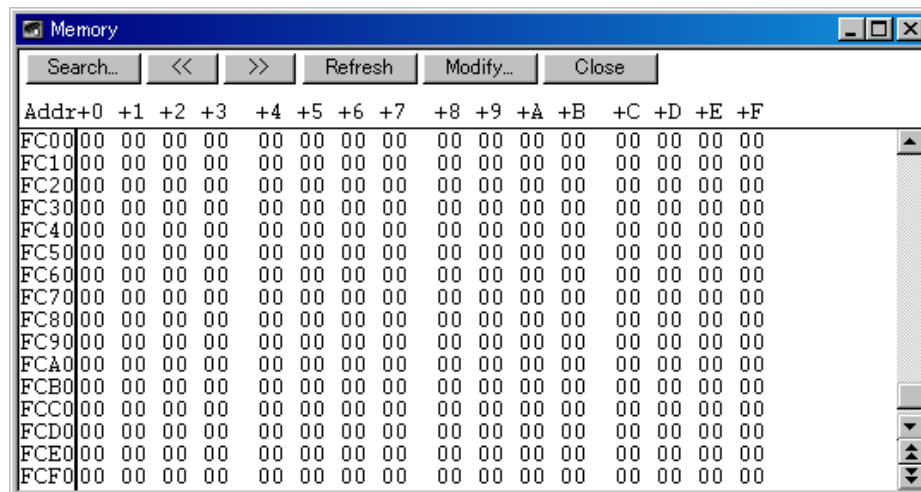 Memory
Search... << >> Refresh Modify... Close
Addr+0 +1 +2 +3 +4 +5 +6 +7 +8 +9 +A +B +C +D +E +F
FC00 00 00 00 00 00 00 00 00 00 00 00 00 00 00 00 00
FC10 00 00 00 00 00 00 00 00 00 00 00 00 00 00 00 00
FC20 00 00 00 00 00 00 00 00 00 00 00 00 00 00 00 00
FC30 00 00 00 00 00 00 00 00 00 00 00 00 00 00 00 00
FC40 00 00 00 00 00 00 00 00 00 00 00 00 00 00 00 00
FC50 00 00 00 00 00 00 00 00 00 00 00 00 00 00 00 00
FC60 00 00 00 00 00 00 00 00 00 00 00 00 00 00 00 00
FC70 00 00 00 00 00 00 00 00 00 00 00 00 00 00 00 00
FC80 00 00 00 00 00 00 00 00 00 00 00 00 00 00 00 00
FC90 00 00 00 00 00 00 00 00 00 00 00 00 00 00 00 00
FCA0 00 00 00 00 00 00 00 00 00 00 00 00 00 00 00 00
FCB0 00 00 00 00 00 00 00 00 00 00 00 00 00 00 00 00
FCC0 00 00 00 00 00 00 00 00 00 00 00 00 00 00 00 00
FCD0 00 00 00 00 00 00 00 00 00 00 00 00 00 00 00 00
FCE0 00 00 00 00 00 00 00 00 00 00 00 00 00 00 00 00
FCF0 00 00 00 00 00 00 00 00 00 00 00 00 00 00 00 00